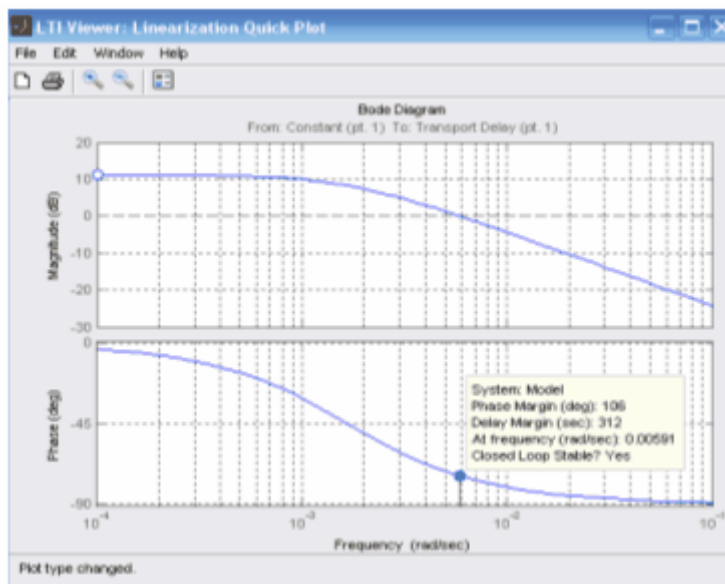 LTI Viewer: Linearization Quick Plot
File Edit Window Help
Bode Diagram
From: Constant (pt. 1) To: Transport Delay (pt. 1)
Magnitude (dB)
20
10
0
-10
-20
-30
Phase (deg)
0
-45
-90
System: Model
Phase Margin (deg): 106
Delay Margin (sec): 312
At frequency (rad/sec): 0.00591
Closed Loop Stable? Yes
10⁻⁴ 10⁻³ 10⁻²
Frequency (rad/sec)
Plot type changed.